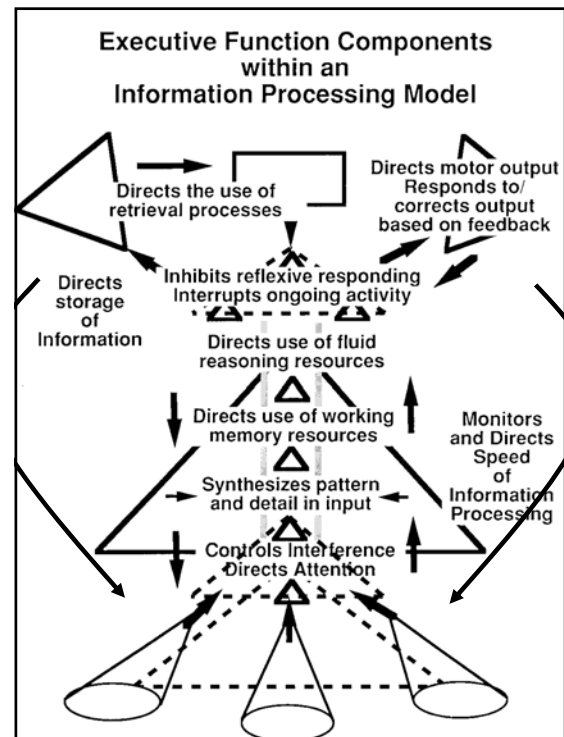 Executive Function Components
within an
Information Processing Model
Directs the use of
retrieval processes
Directs motor output
Responds to/
corrects output
based on feedback
Inhibits reflexive responding
Interrupts ongoing activity
Directs
storage
of
Information
Directs use of fluid
reasoning resources
Directs use of working
memory resources
Monitors
and Directs
Speed
of
Information
Processing
Synthesizes pattern
and detail in input
Controls Interference
Directs Attention